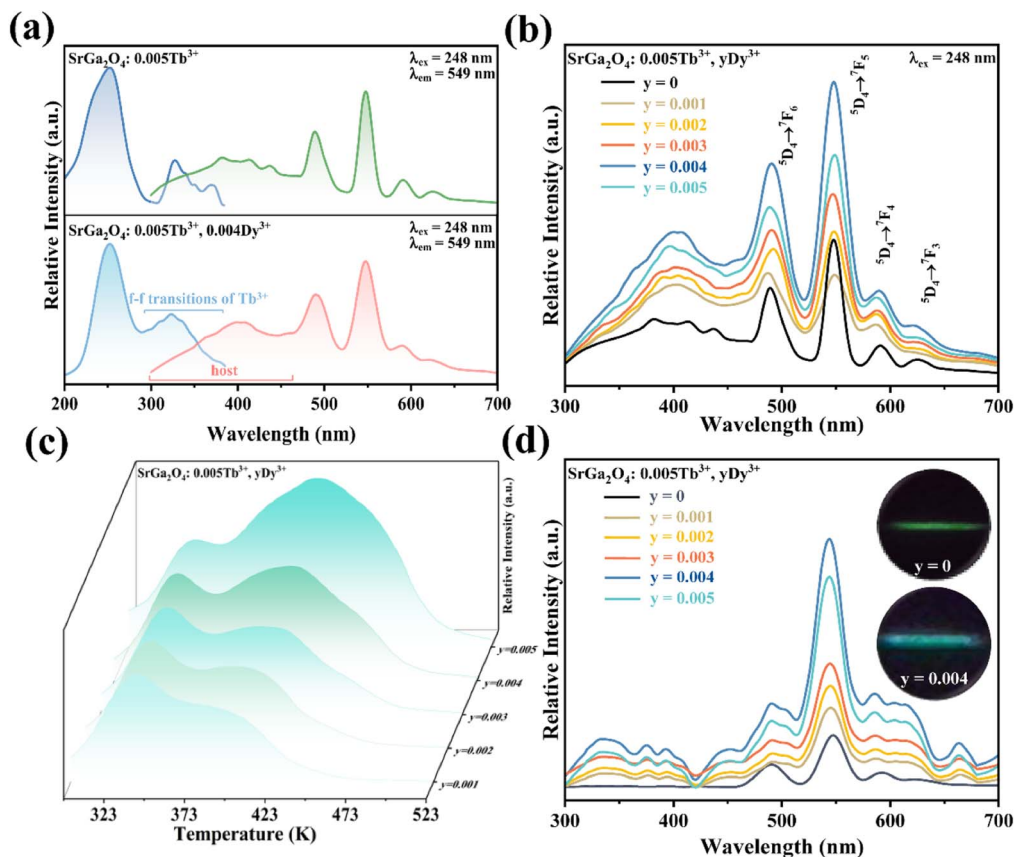 (a)
SrGa₂O₄: 0.005Tb³⁺
λex = 248 nm
λem = 549 nm
Relative Intensity (a.u.)
SrGa₂O₄: 0.005Tb³⁺, 0.004Dy³⁺
λex = 248 nm
λem = 549 nm
f-f transitions of Tb³⁺
host
200 300 400 500 600 700
Wavelength (nm)
(b)
SrGa₂O₄: 0.005Tb³⁺, yDy³⁺
λex = 248 nm
y = 0
y = 0.001
y = 0.002
y = 0.003
y = 0.004
y = 0.005
⁵D₄→⁷F₆
⁵D₄→⁷F₅
⁵D₄→⁷F₄
⁵D₄→⁷F₃
Relative Intensity (a.u.)
300 400 500 600 700
Wavelength (nm)
(c)
SrGa₂O₄: 0.005Tb³⁺, yDy³⁺
Relative Intensity (a.u.)
y=0.005
y=0.004
y=0.003
y=0.002
y=0.001
323 373 423 473 523
Temperature (K)
(d)
SrGa₂O₄: 0.005Tb³⁺, yDy³⁺
y = 0
y = 0.001
y = 0.002
y = 0.003
y = 0.004
y = 0.005
y = 0
y = 0.004
Relative Intensity (a.u.)
300 400 500 600 700
Wavelength (nm)